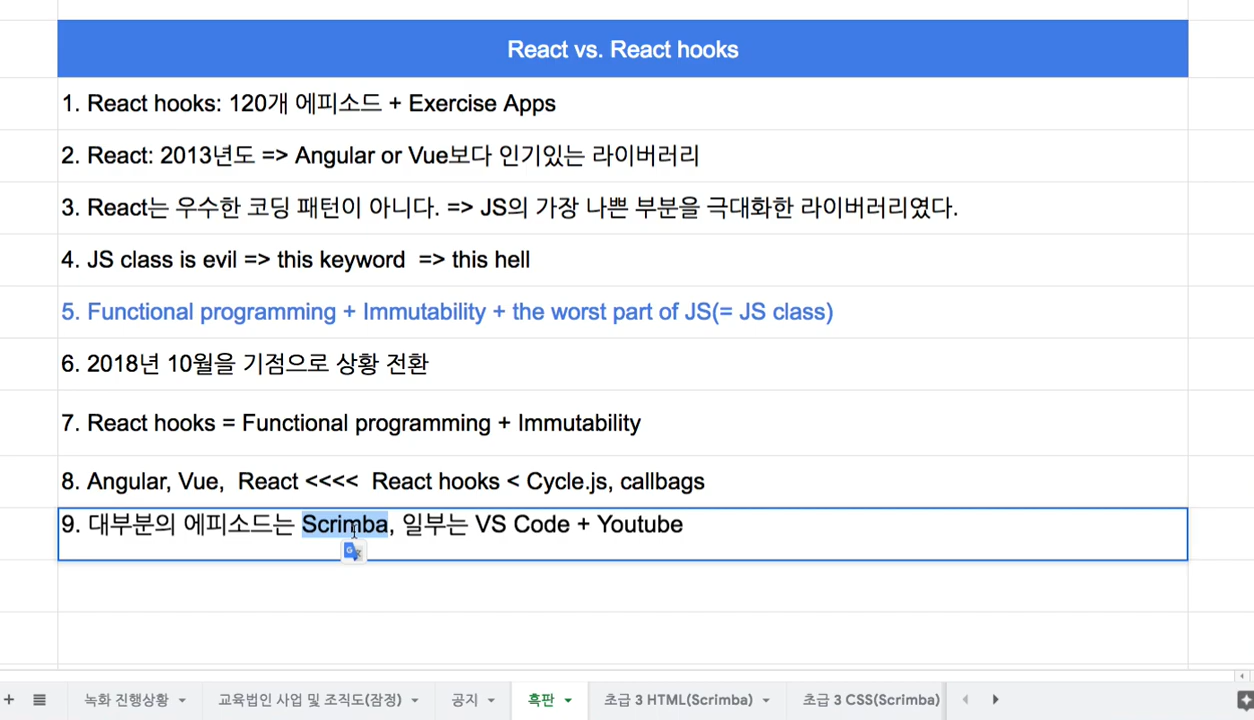 React vs. React hooks
1. React hooks: 120개 에피소드 + Exercise Apps
2. React: 2013년도 => Angular or Vue보다 인기있는 라이버러리
3. React는 우수한 코딩 패턴이 아니다. => JS의 가장 나쁜 부분을 극대화한 라이버러리였다.
4. JS class is evil => this keyword  => this hell
5. Functional programming + Immutability + the worst part of JS(= JS class)
6. 2018년 10월을 기점으로 상황 전환
7. React hooks = Functional programming + Immutability
8. Angular, Vue,  React <<<<  React hooks < Cycle.js, callbags
9. 대부분의 에피소드는 Scrimba, 일부는 VS Code + Youtube
녹화 진행상황 교육법인 사업 및 조직도(잠정) 공지 흑판 초급 3 HTML(Scrimba) 초급 3 CSS(Scrimba)